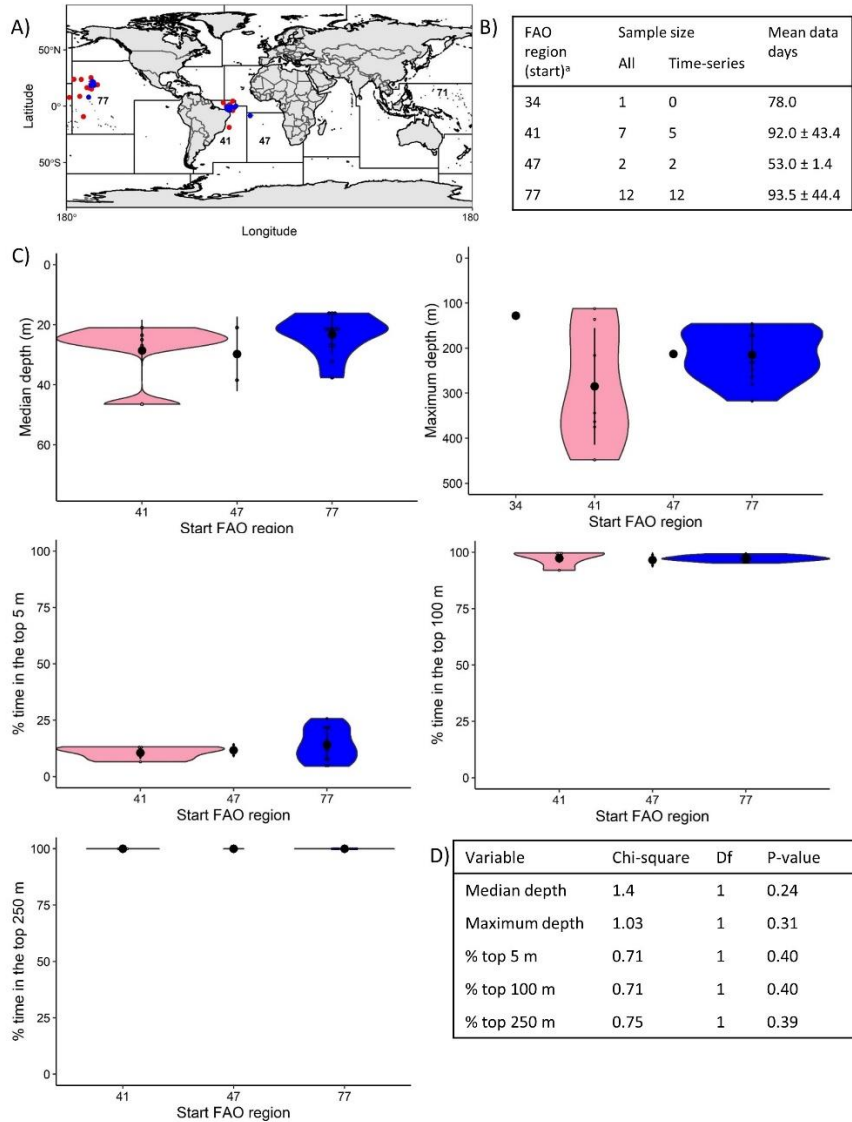 A)
50°N
0°
50°S
Latitude
77
41
47
71
180°
180
Longitude
B)
FAO region (start)ᵃ Sample size Mean data days
All Time-series
34 1 0 78.0
41 7 5 92.0 ± 43.4
47 2 2 53.0 ± 1.4
77 12 12 93.5 ± 44.4
C)
Median depth (m)
0
20
40
60
41 47 77
Start FAO region
Maximum depth (m)
0
100
200
300
400
500
34 41 47 77
Start FAO region
% time in the top 5 m
100
75
50
25
0
41 47 77
Start FAO region
% time in the top 100 m
100
75
50
25
0
41 47 77
Start FAO region
% time in the top 250 m
100
75
50
25
0
41 47 77
Start FAO region
D)
Variable Chi-square Df P-value
Median depth 1.4 1 0.24
Maximum depth 1.03 1 0.31
% top 5 m 0.71 1 0.40
% top 100 m 0.71 1 0.40
% top 250 m 0.75 1 0.39